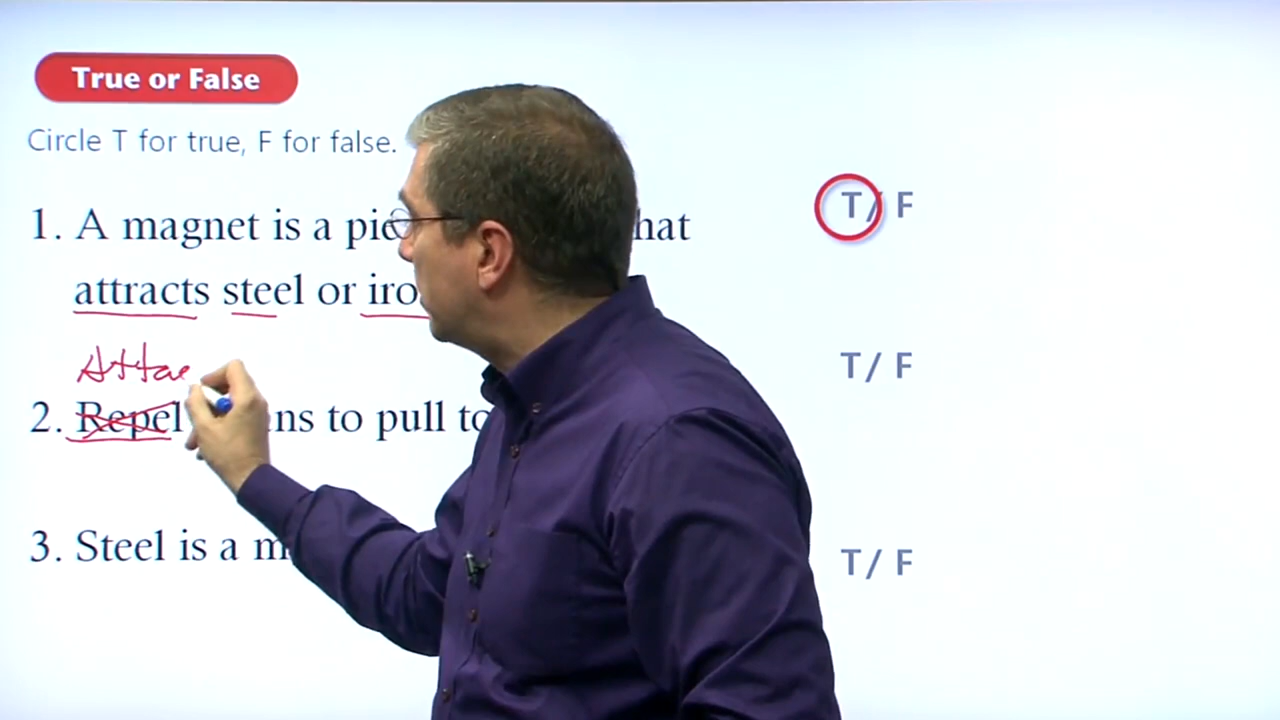 True or False
Circle T for true, F for false.
1. A magnet is a pie hat T / F
attracts steel or iro
Atta
2. Repel ns to pull to T / F
3. Steel is a m T / F